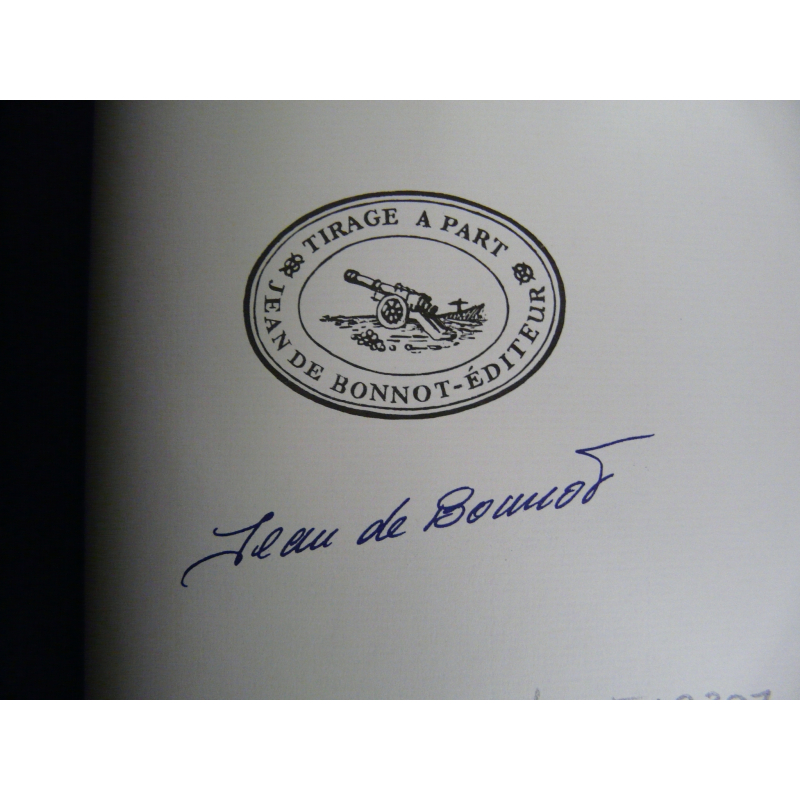 TIRAGE A PART
JEAN DE BONNOT-ÉDITEUR
Jean de Bonnot